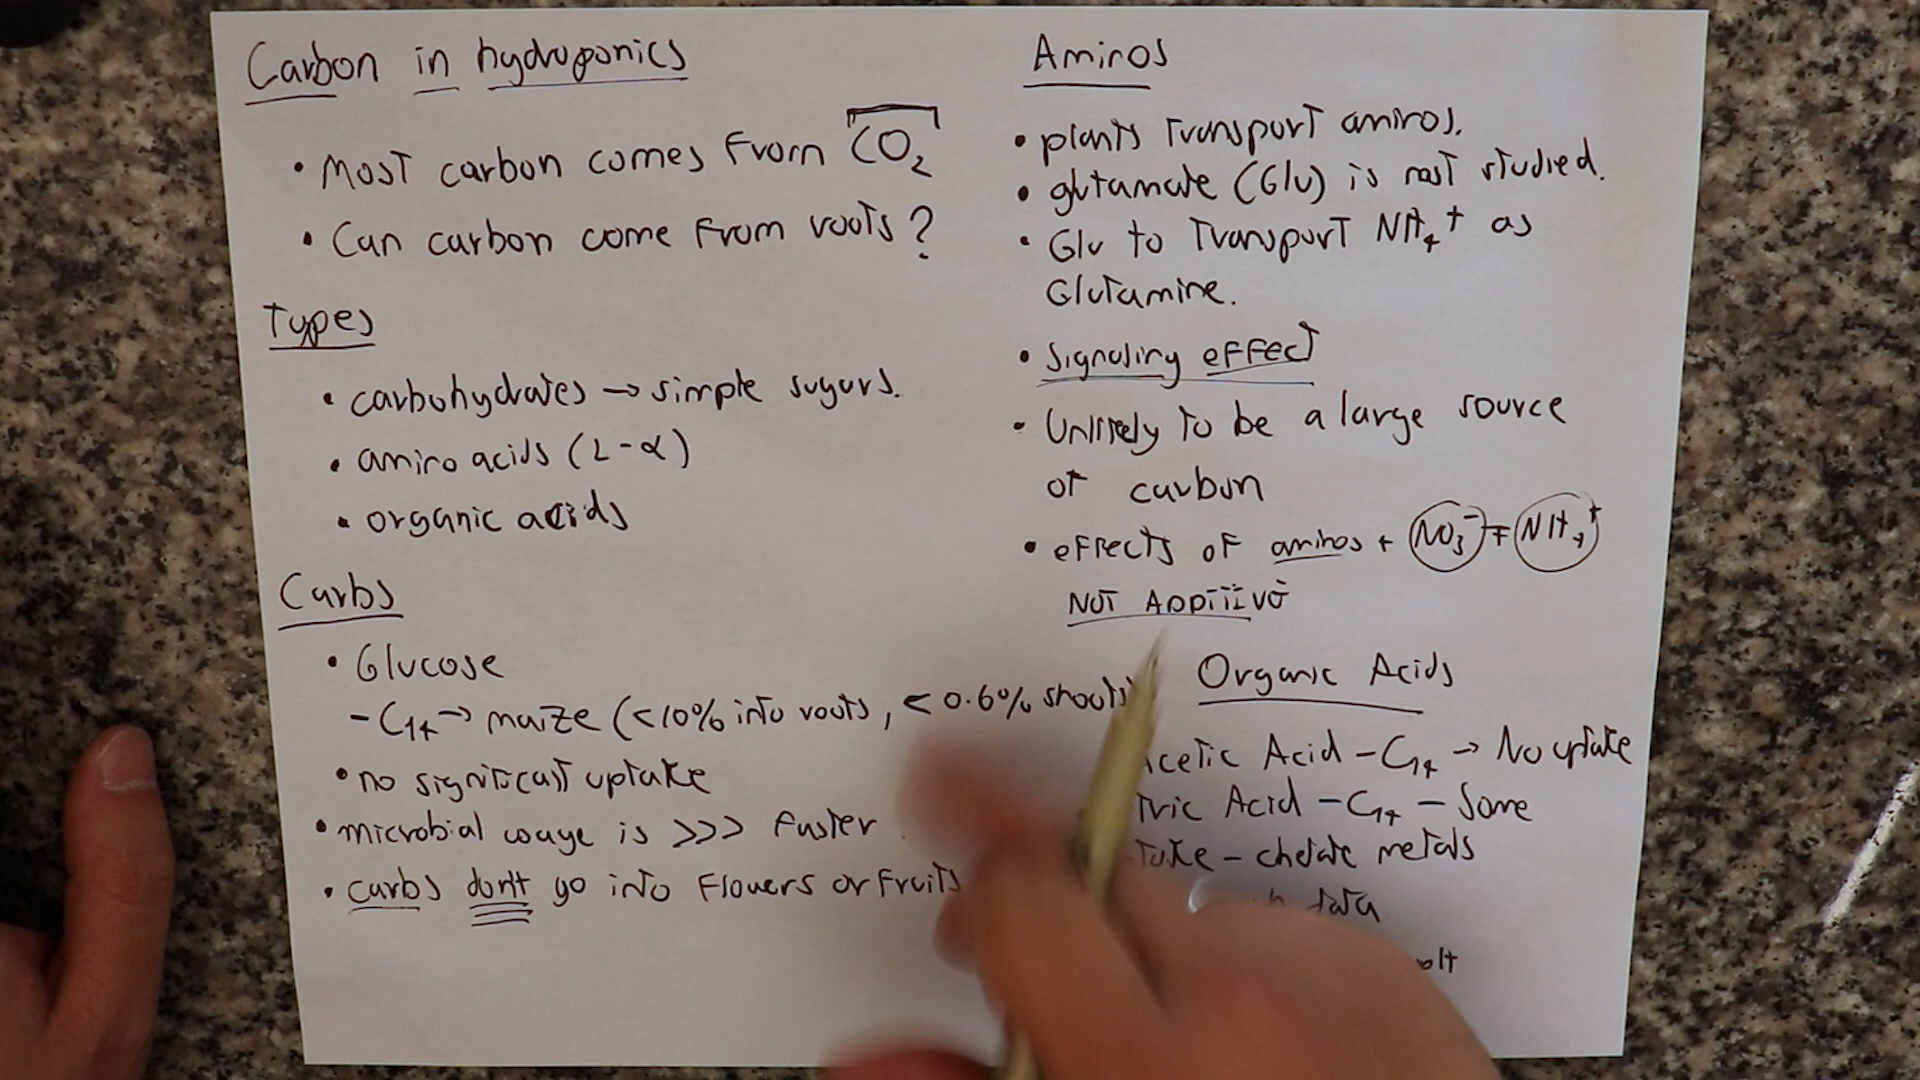 Carbon in hydroponics
• Most carbon comes from CO2
• Can carbon come from roots?
Types
• carbohydrates → simple sugars.
• amino acids (L-α)
• organic acids
Carbs
• Glucose
- C14 → maize (<10% into roots, <0.6% shoots)
• no significant uptake
• microbial usage is >>> faster
• carbs don't go into flowers or fruits
Aminos
• plants transport aminos.
• glutamate (Glu) is most studied.
• Glu to transport NH4+ as
Glutamine.
• Signaling effect
• Unlikely to be a large source
of carbon
• effects of aminos + NO3- + NH4+
NOT ADDITIVE
Organic Acids
Acetic Acid - C14 → No uptake
Acid - C14 - Some
- chelate metals
data